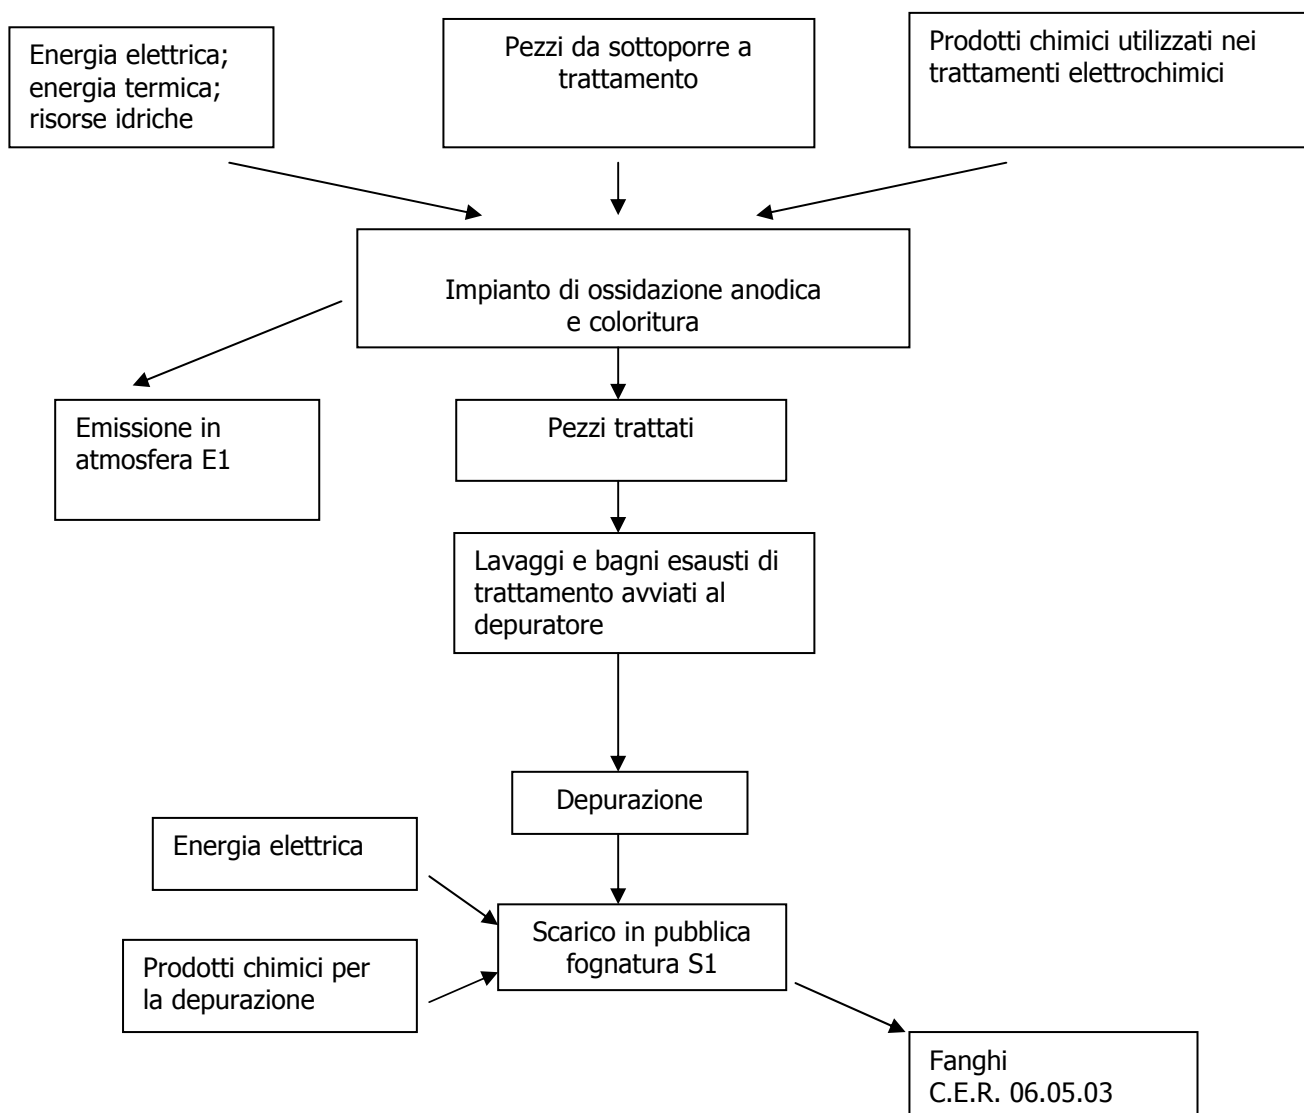 Energia elettrica;
energia termica;
risorse idriche
Pezzi da sottoporre a
trattamento
Prodotti chimici utilizzati nei
trattamenti elettrochimici
Impianto di ossidazione anodica
e coloritura
Emissione in
atmosfera E1
Pezzi trattati
Lavaggi e bagni esausti di
trattamento avviati al
depuratore
Depurazione
Energia elettrica
Scarico in pubblica
fognatura S1
Prodotti chimici per
la depurazione
Fanghi
C.E.R. 06.05.03